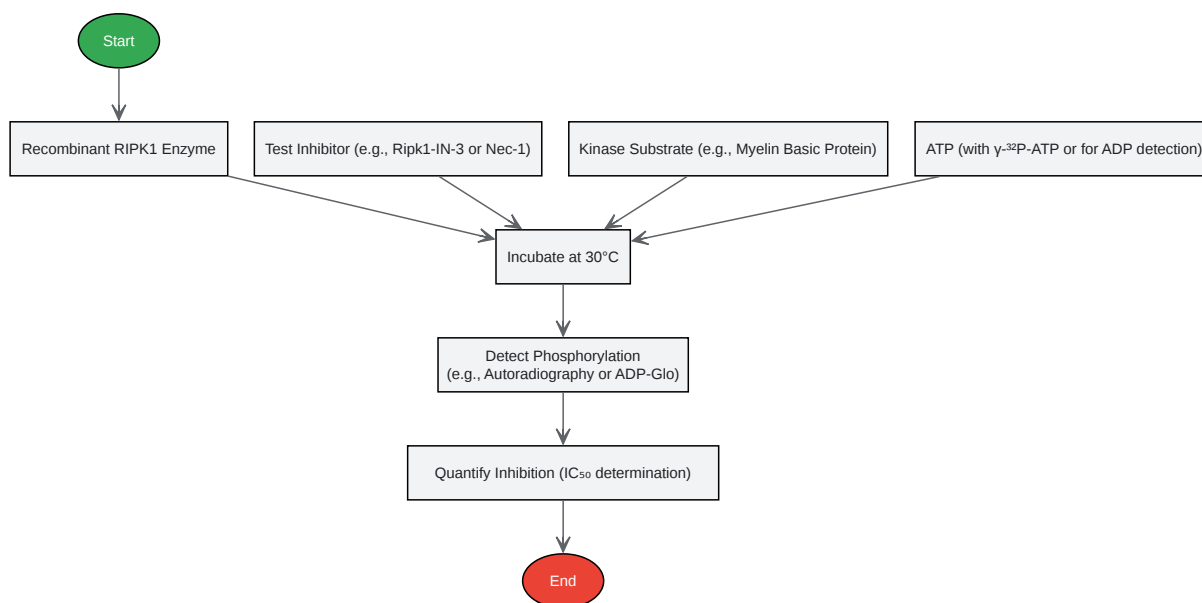 Start
Recombinant RIPK1 Enzyme
Test Inhibitor (e.g., Ripk1-IN-3 or Nec-1)
Kinase Substrate (e.g., Myelin Basic Protein)
ATP (with γ-³²P-ATP or for ADP detection)
Incubate at 30°C
Detect Phosphorylation
(e.g., Autoradiography or ADP-Glo)
Quantify Inhibition (IC₅₀ determination)
End